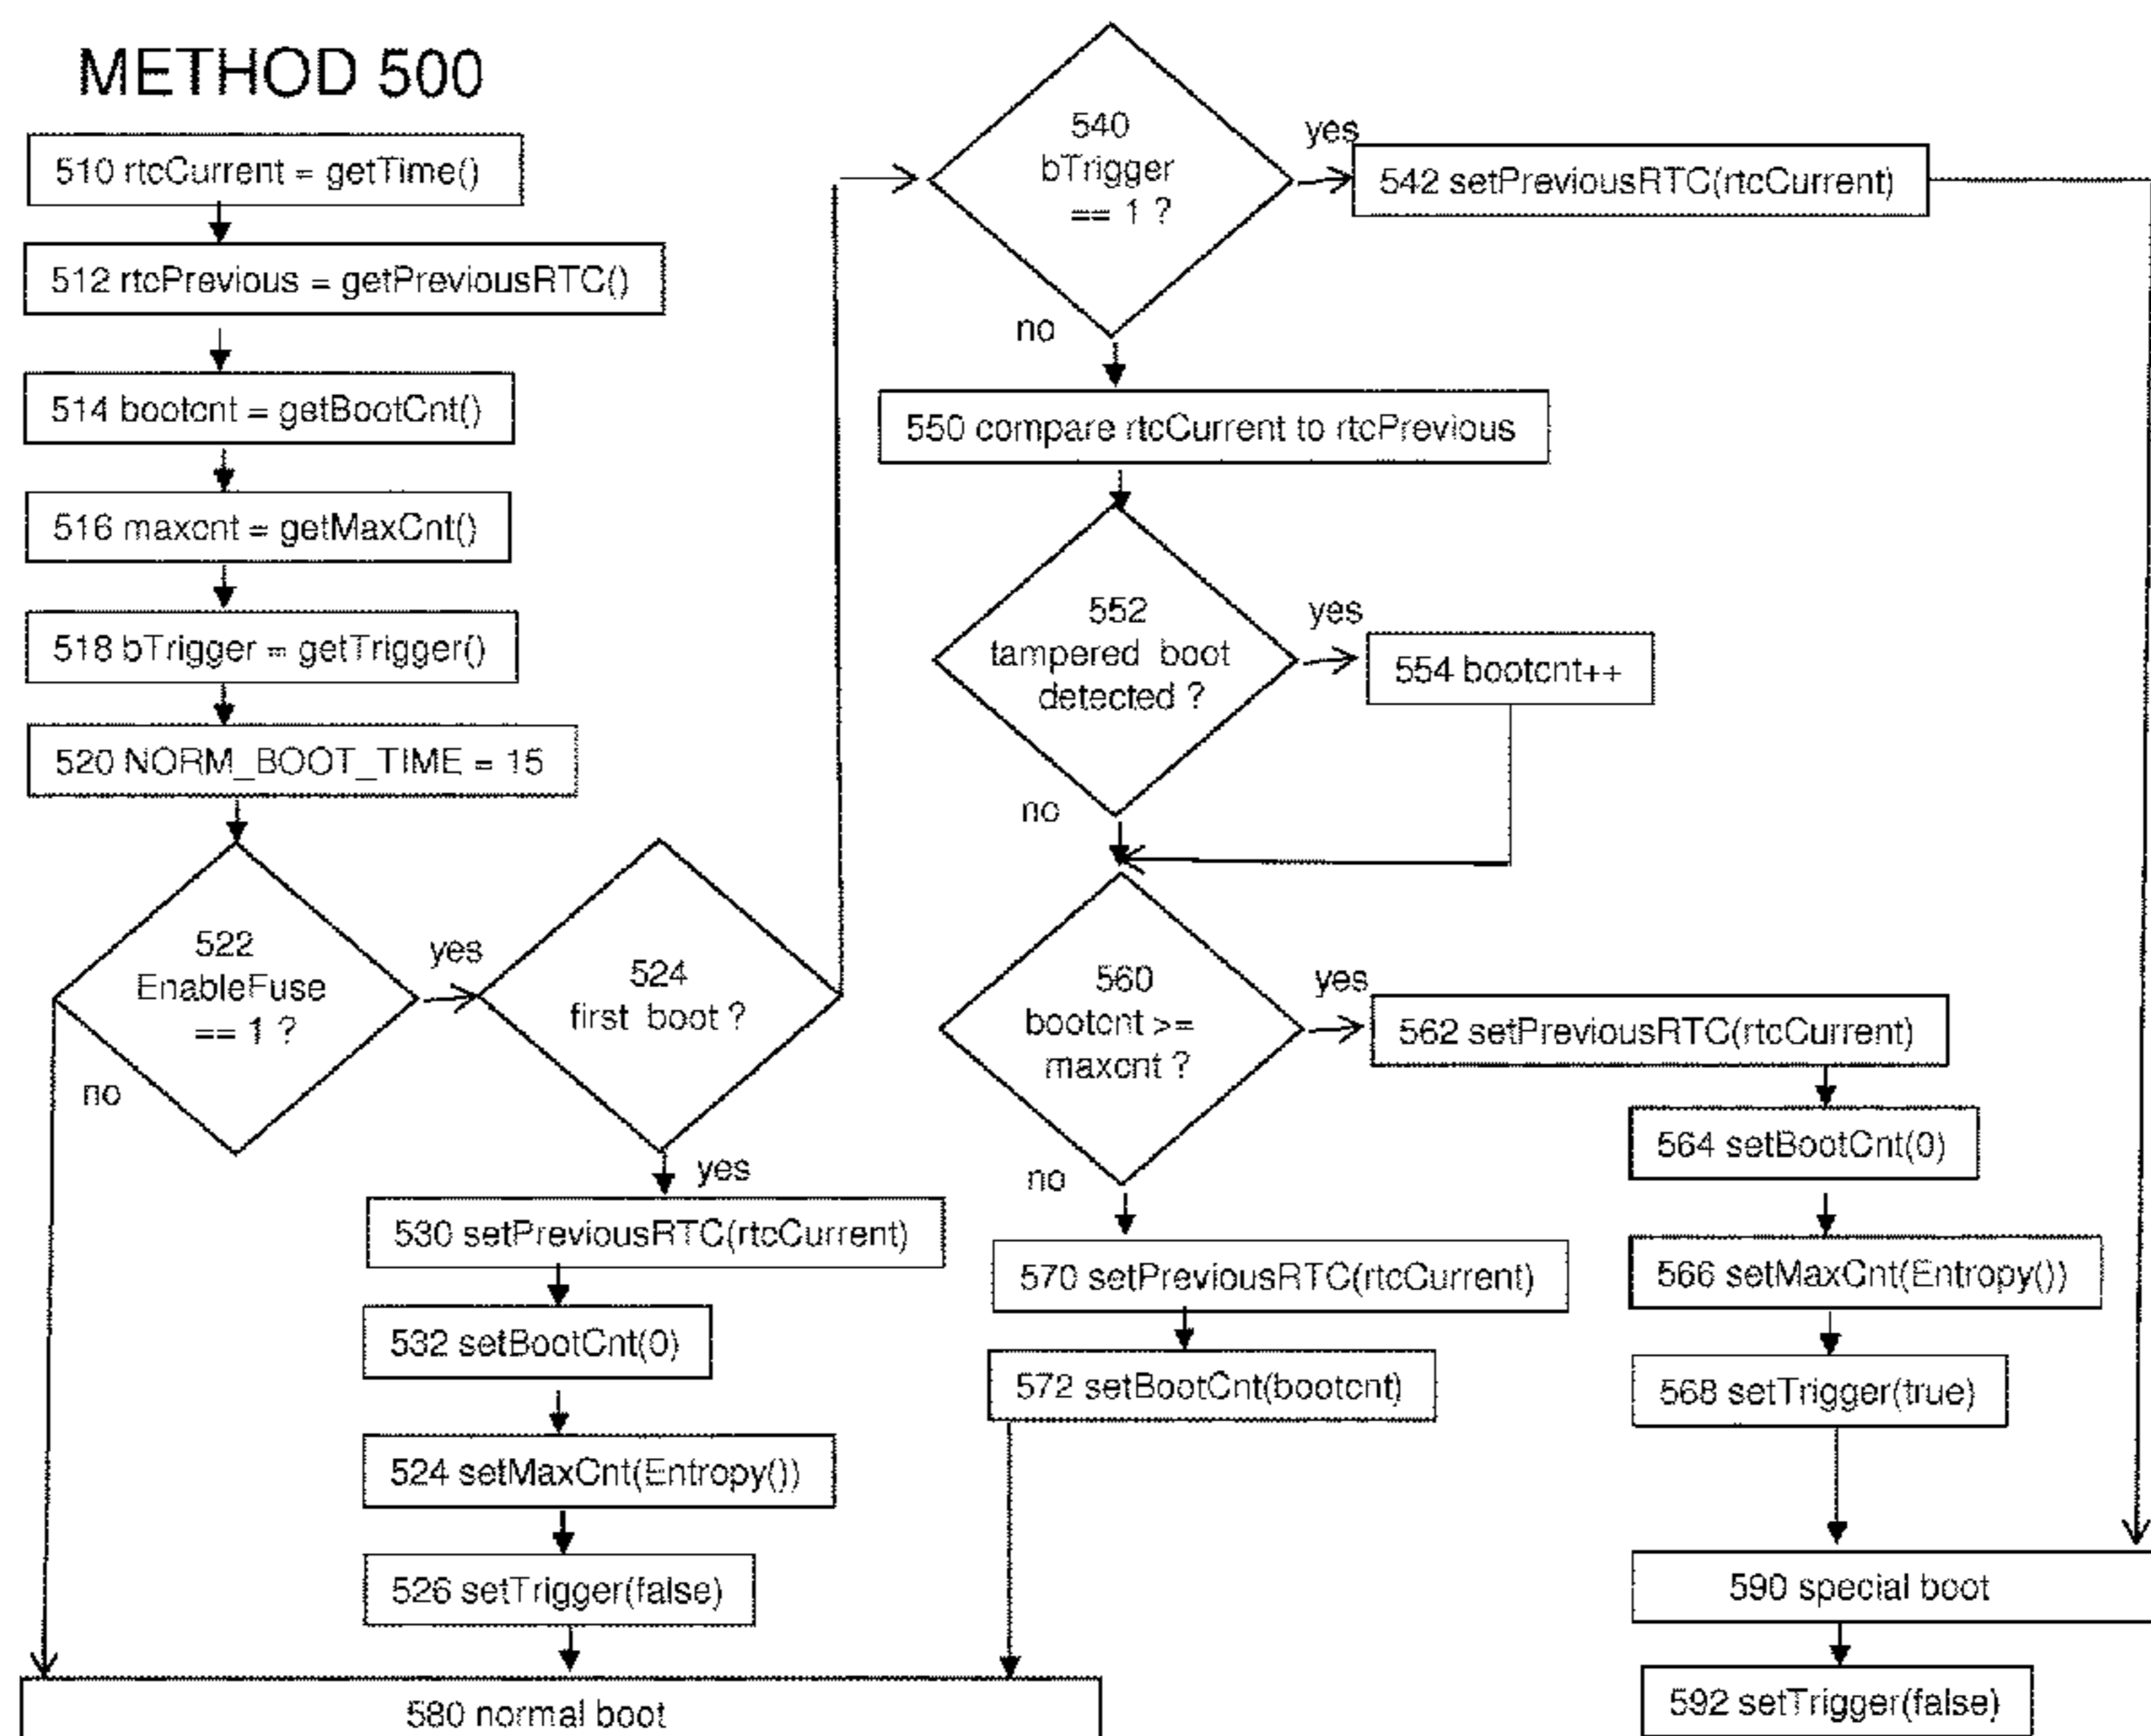 METHOD 500
510 rtcCurrent = getTime()
512 rtcPrevious = getPreviousRTC()
514 bootcnt = getBootCnt()
516 maxcnt = getMaxCnt()
518 bTrigger = getTrigger()
520 NORM_BOOT_TIME = 15
522
EnableFuse
== 1 ?
yes
no
524
first boot ?
yes
530 setPreviousRTC(rtcCurrent)
532 setBootCnt(0)
524 setMaxCnt(Entropy())
526 setTrigger(false)
580 normal boot
540
bTrigger
== 1 ?
yes
542 setPreviousRTC(rtcCurrent)
no
550 compare rtcCurrent to rtcPrevious
552
tampered boot
detected ?
yes
554 bootcnt++
no
560
bootcnt >=
maxcnt ?
yes
562 setPreviousRTC(rtcCurrent)
564 setBootCnt(0)
566 setMaxCnt(Entropy())
568 setTrigger(true)
no
570 setPreviousRTC(rtcCurrent)
572 setBootCnt(bootcnt)
590 special boot
592 setTrigger(false)